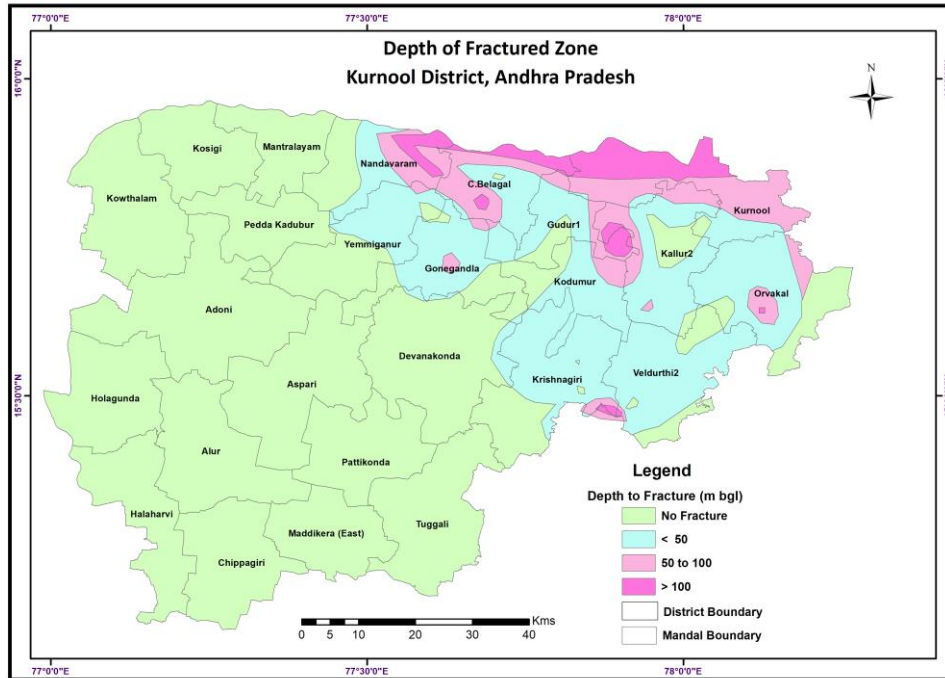 77°0'0"E 77°30'0"E 78°0'0"E
Depth of Fractured Zone
Kurnool District, Andhra Pradesh
N
16°0'0"N
Kosigi
Mantralayam
Nandavaram
Kowthalam
C.Belagal
Kurnool
Pedda Kadubur
Gudur1
Yemmiganur
Kallur2
Gonegandla
Kodumur
Orvakal
Adoni
Devanakonda
Aspari
Krishnagiri
Veldurthi2
Holagunda
15°30'0"N
Alur
Pattikonda
Halaharvi
Maddikera (East)
Tuggali
Chippagiri
Legend
Depth to Fracture (m bgl)
No Fracture
< 50
50 to 100
> 100
District Boundary
Mandal Boundary
Kms
0 5 10 20 30 40
15°0'0"N
77°0'0"E 77°30'0"E 78°0'0"E